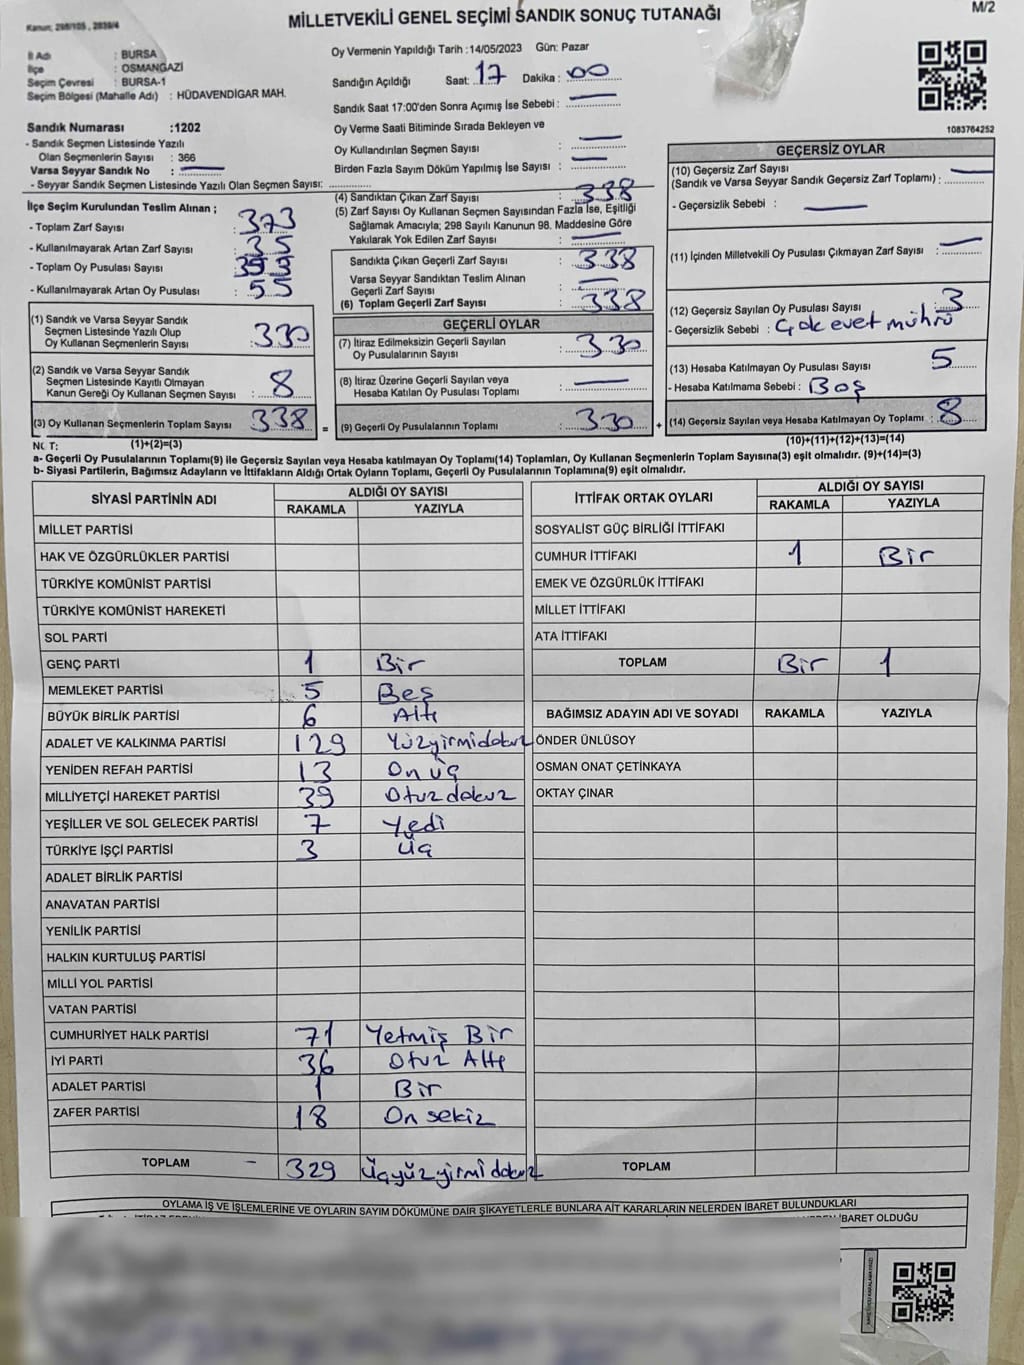 Kanun: 298/105 , 2839/4
MİLLETVEKİLİ GENEL SEÇİMİ SANDIK SONUÇ TUTANAĞI
M/2
İl Adı : BURSA
İlçe : OSMANGAZİ
Seçim Çevresi : BURSA-1
Seçim Bölgesi (Mahalle Adı) : HÜDAVENDİGAR MAH.
Sandık Numarası :1202
- Sandık Seçmen Listesinde Yazılı
Olan Seçmenlerin Sayısı : 366
Varsa Seyyar Sandık No :
- Seyyar Sandık Seçmen Listesinde Yazılı Olan Seçmen Sayısı:
Oy Vermenin Yapıldığı Tarih :14/05/2023 Gün: Pazar
Sandığın Açıldığı Saat: 17 Dakika : 00
Sandık Saat 17:00'den Sonra Açımış İse Sebebi :
Oy Verme Saati Bitiminde Sırada Bekleyen ve
Oy Kullandırılan Seçmen Sayısı :
Birden Fazla Sayım Döküm Yapılmış İse Sayısı :
1083764252
İlçe Seçim Kurulundan Teslim Alınan ;
- Toplam Zarf Sayısı : 373
- Kullanılmayarak Artan Zarf Sayısı : 35
- Toplam Oy Pusulası Sayısı :
- Kullanılmayarak Artan Oy Pusulası : 55
(1) Sandık ve Varsa Seyyar Sandık
Seçmen Listesinde Yazılı Olup
Oy Kullanan Seçmenlerin Sayısı : 330
(2) Sandık ve Varsa Seyyar Sandık
Seçmen Listesinde Kayıtlı Olmayan
Kanun Gereği Oy Kullanan Seçmen Sayısı : 8
(3) Oy Kullanan Seçmenlerin Toplam Sayısı : 338
(4) Sandıktan Çıkan Zarf Sayısı : 338
(5) Zarf Sayısı Oy Kullanan Seçmen Sayısından Fazla İse, Eşitliği
Sağlamak Amacıyla; 298 Sayılı Kanunun 98. Maddesine Göre
Yakılarak Yok Edilen Zarf Sayısı :
Sandıkta Çıkan Geçerli Zarf Sayısı : 338
Varsa Seyyar Sandıktan Teslim Alınan
Geçerli Zarf Sayısı :
(6) Toplam Geçerli Zarf Sayısı : 338
GEÇERLİ OYLAR
(7) İtiraz Edilmeksizin Geçerli Sayılan
Oy Pusulalarının Sayısı : 330
(8) İtiraz Üzerine Geçerli Sayılan veya
Hesaba Katılan Oy Pusulası Toplamı :
= (9) Geçerli Oy Pusulalarının Toplamı : 330 +
GEÇERSİZ OYLAR
(10) Geçersiz Zarf Sayısı
(Sandık ve Varsa Seyyar Sandık Geçersiz Zarf Toplamı) :
- Geçersizlik Sebebi :
(11) İçinden Milletvekili Oy Pusulası Çıkmayan Zarf Sayısı :
(12) Geçersiz Sayılan Oy Pusulası Sayısı : 3
- Geçersizlik Sebebi : Çok evet mührü
(13) Hesaba Katılmayan Oy Pusulası Sayısı : 5
- Hesaba Katılmama Sebebi : Boş
(14) Geçersiz Sayılan veya Hesaba Katılmayan Oy Toplamı : 8
NOT: (1)+(2)=(3) (10)+(11)+(12)+(13)=(14)
a- Geçerli Oy Pusulalarının Toplamı(9) ile Geçersiz Sayılan veya Hesaba katılmayan Oy Toplamı(14) Toplamları, Oy Kullanan Seçmenlerin Toplam Sayısına(3) eşit olmalıdır. (9)+(14)=(3)
b- Siyasi Partilerin, Bağımsız Adayların ve İttifakların Aldığı Ortak Oyların Toplamı, Geçerli Oy Pusulalarının Toplamına(9) eşit olmalıdır.
SİYASİ PARTİNİN ADI ALDIĞI OY SAYISI
RAKAMLA YAZIYLA
MİLLET PARTİSİ
HAK VE ÖZGÜRLÜKLER PARTİSİ
TÜRKİYE KOMÜNİST PARTİSİ
TÜRKİYE KOMÜNİST HAREKETİ
SOL PARTİ
GENÇ PARTİ 1 Bir
MEMLEKET PARTİSİ 5 Beş
BÜYÜK BİRLİK PARTİSİ 6 Altı
ADALET VE KALKINMA PARTİSİ 129 Yüzyirmidokuz
YENİDEN REFAH PARTİSİ 13 On üç
MİLLİYETÇİ HAREKET PARTİSİ 39 Otuz dokuz
YEŞİLLER VE SOL GELECEK PARTİSİ 7 Yedi
TÜRKİYE İŞÇİ PARTİSİ 3 Üç
ADALET BİRLİK PARTİSİ
ANAVATAN PARTİSİ
YENİLİK PARTİSİ
HALKIN KURTULUŞ PARTİSİ
MİLLİ YOL PARTİSİ
VATAN PARTİSİ
CUMHURİYET HALK PARTİSİ 71 Yetmiş Bir
İYİ PARTİ 36 Otuz Altı
ADALET PARTİSİ 1 Bir
ZAFER PARTİSİ 18 On sekiz
TOPLAM - 329 Üçyüzyirmi dokuz
İTTİFAK ORTAK OYLARI ALDIĞI OY SAYISI
RAKAMLA YAZIYLA
SOSYALİST GÜÇ BİRLİĞİ İTTİFAKI
CUMHUR İTTİFAKI 1 Bir
EMEK VE ÖZGÜRLÜK İTTİFAKI
MİLLET İTTİFAKI
ATA İTTİFAKI
TOPLAM Bir 1
BAĞIMSIZ ADAYIN ADI VE SOYADI RAKAMLA YAZIYLA
ÖNDER ÜNLÜSOY
OSMAN ONAT ÇETİNKAYA
OKTAY ÇINAR
TOPLAM
OYLAMA İŞ VE İŞLEMLERİNE VE OYLARIN SAYIM DÖKÜMÜNE DAİR ŞİKAYETLERLE BUNLARA AİT KARARLARIN NELERDEN İBARET BULUNDUKLARI
İBARET OLDUĞU